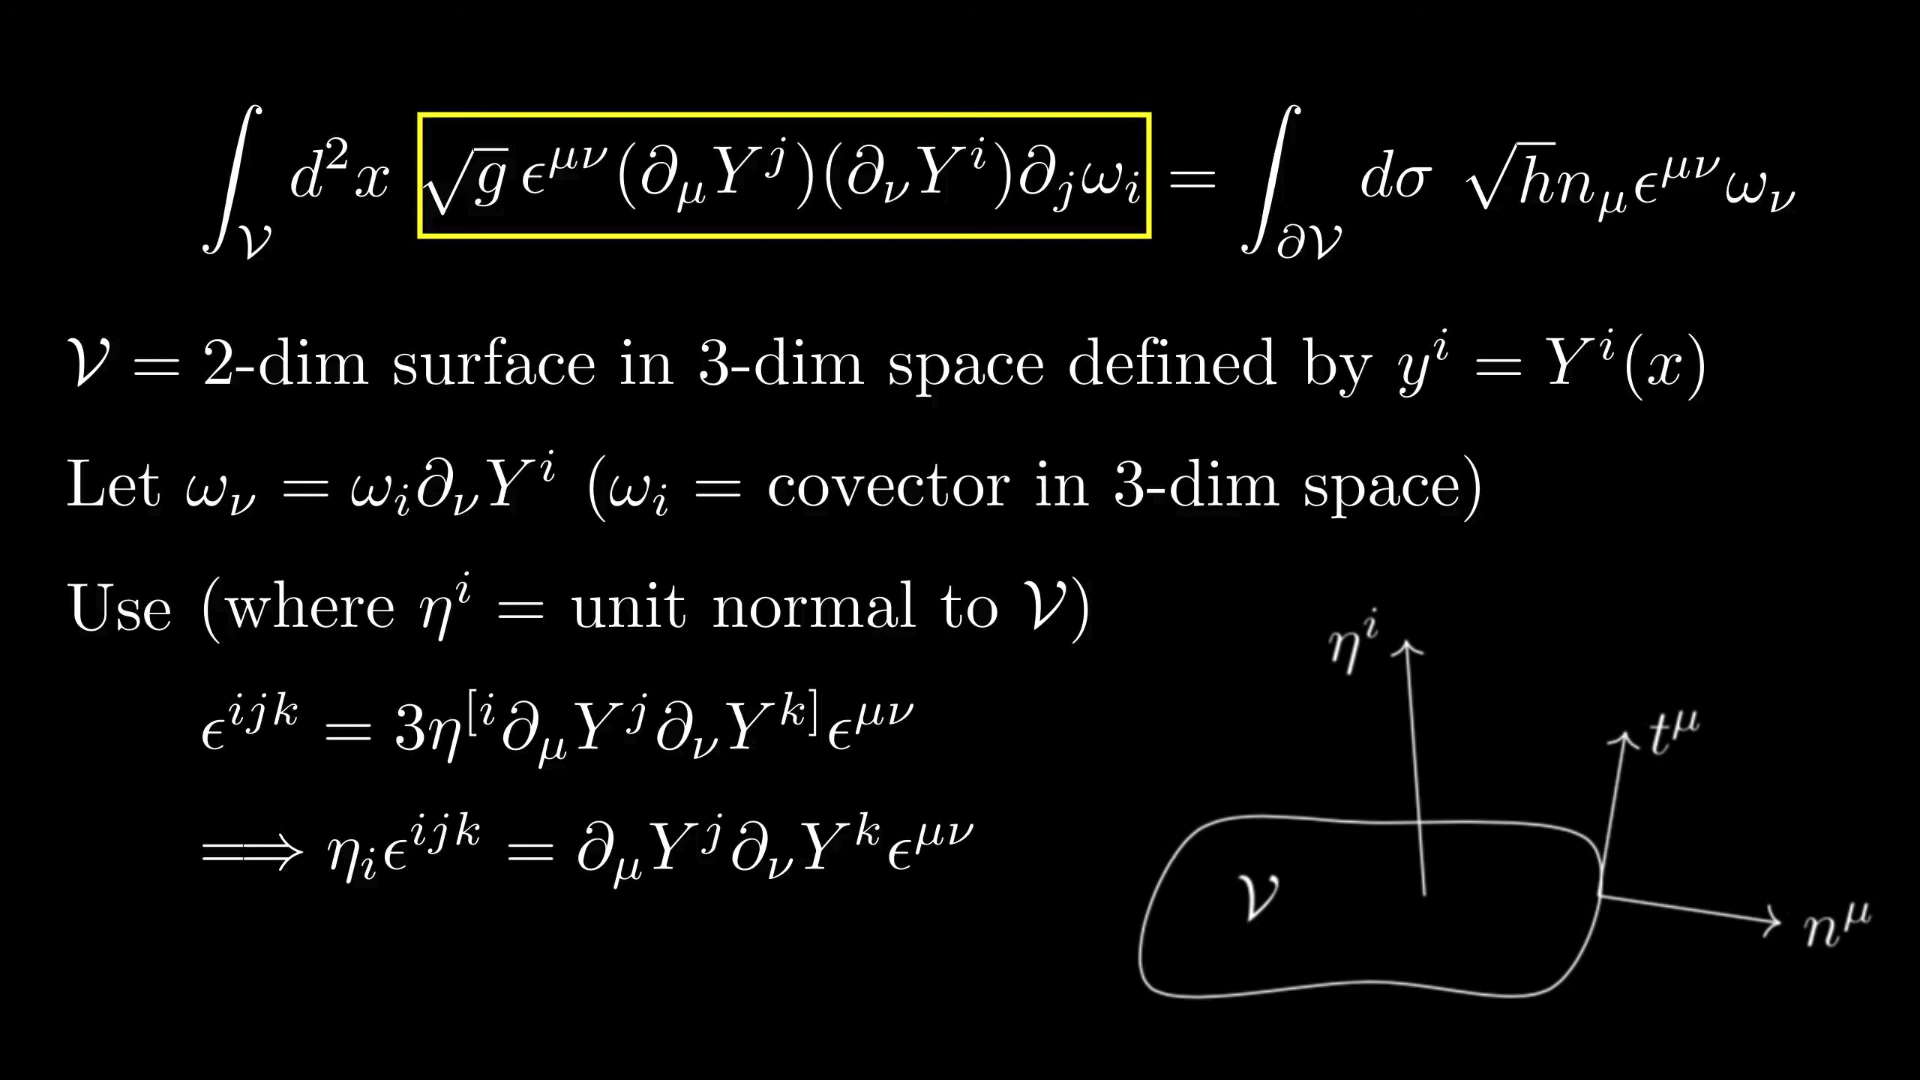 ∫_𝒱 d²x √g ϵ^{μν}(∂_μY^j)(∂_νY^i)∂_jω_i = ∫_{∂𝒱} dσ √h n_μϵ^{μν}ω_ν
𝒱 = 2-dim surface in 3-dim space defined by y^i = Y^i(x)
Let ω_ν = ω_i∂_νY^i (ω_i = covector in 3-dim space)
Use (where η^i = unit normal to 𝒱)
ϵ^{ijk} = 3η^{[i}∂_μY^j∂_νY^{k]}ϵ^{μν}
⟹ η_iϵ^{ijk} = ∂_μY^j∂_νY^kϵ^{μν}
η^i
t^μ
𝒱
n^μ